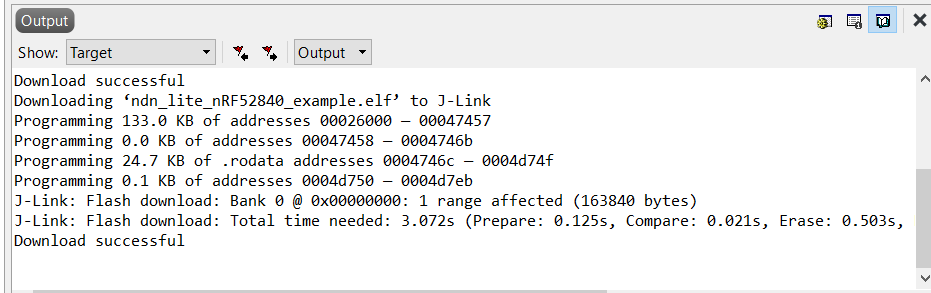 Output
Show: Target Output
Download successful
Downloading ‘ndn_lite_nRF52840_example.elf’ to J-Link
Programming 133.0 KB of addresses 00026000 — 00047457
Programming 0.0 KB of addresses 00047458 — 0004746b
Programming 24.7 KB of .rodata addresses 0004746c — 0004d74f
Programming 0.1 KB of addresses 0004d750 — 0004d7eb
J-Link: Flash download: Bank 0 @ 0x00000000: 1 range affected (163840 bytes)
J-Link: Flash download: Total time needed: 3.072s (Prepare: 0.125s, Compare: 0.021s, Erase: 0.503s,
Download successful